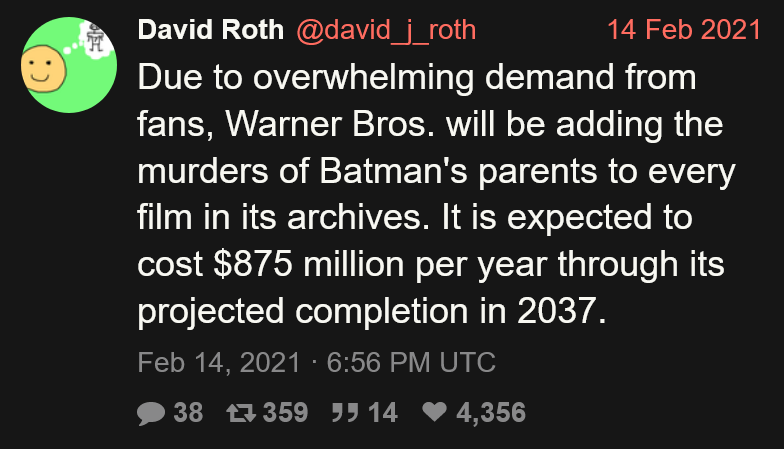 David Roth @david_j_roth 14 Feb 2021
Due to overwhelming demand from
fans, Warner Bros. will be adding the
murders of Batman's parents to every
film in its archives. It is expected to
cost $875 million per year through its
projected completion in 2037.
Feb 14, 2021 · 6:56 PM UTC
38 359 14 4,356